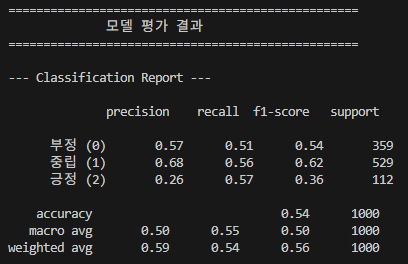 ==================================================
모델 평가 결과
==================================================
--- Classification Report ---
precision recall f1-score support
부정 (0) 0.57 0.51 0.54 359
중립 (1) 0.68 0.56 0.62 529
긍정 (2) 0.26 0.57 0.36 112
accuracy 0.54 1000
macro avg 0.50 0.55 0.50 1000
weighted avg 0.59 0.54 0.56 1000